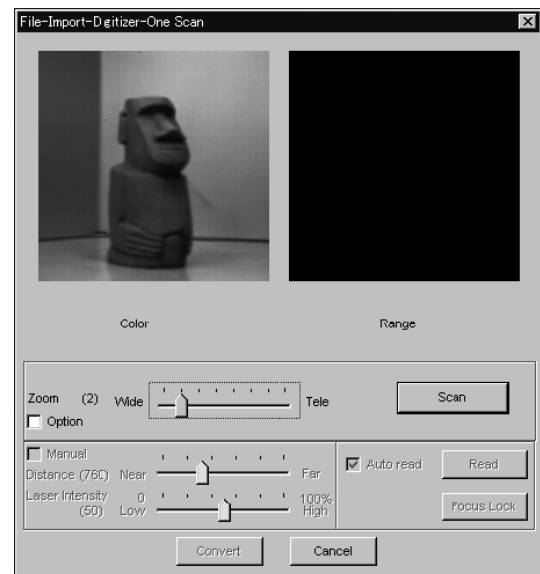 File-Import-Digitizer-One Scan
Color
Range
Zoom (2) Wide Tele
Scan
Option
Manual
Distance (760) Near Far
Auto read
Read
Laser Intensity 0 100%
(50) Low High
Focus Lock
Convert
Cancel